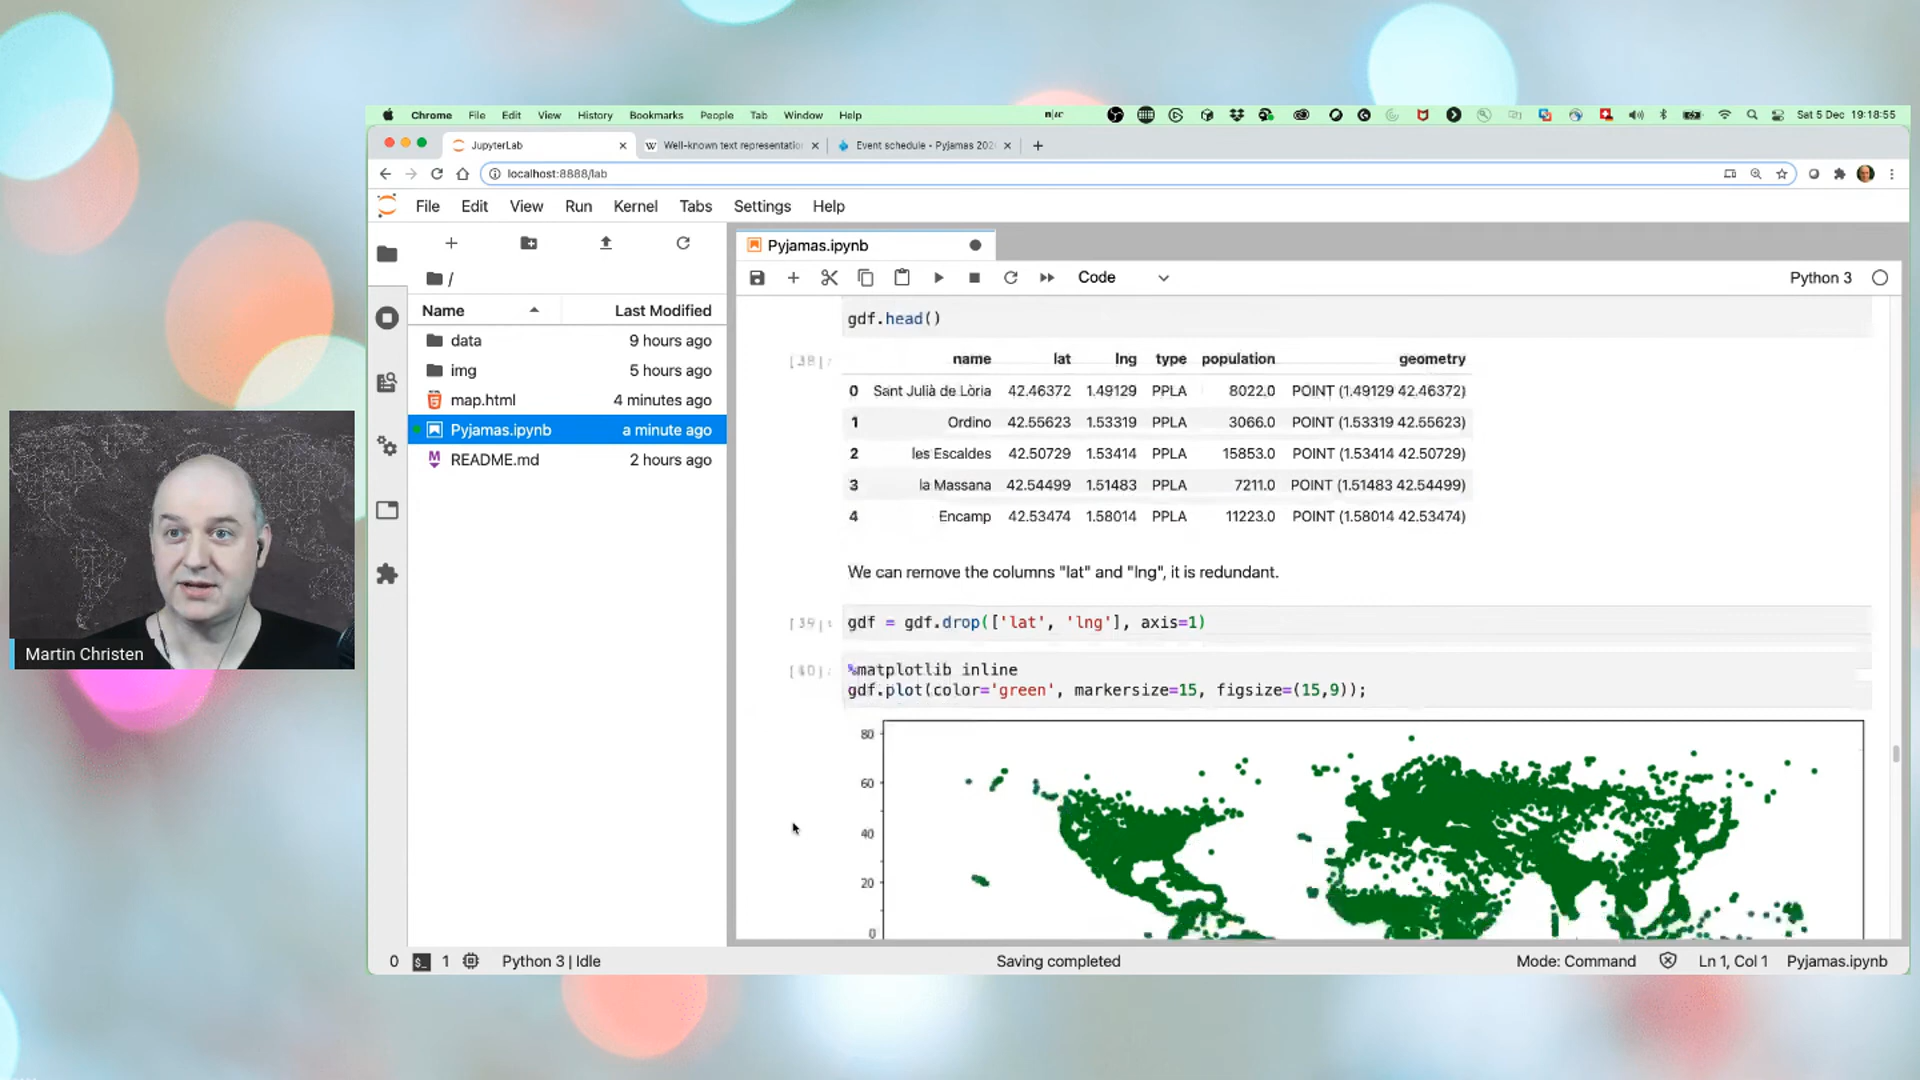 Chrome File Edit View History Bookmarks People Tab Window Help
Sat 5 Dec 19:18:55
JupyterLab
Well-known text representation
Event schedule - Pyjamas 202
localhost:8888/lab
File Edit View Run Kernel Tabs Settings Help
Pyjamas.ipynb
Code
Python 3
/
Name Last Modified
data 9 hours ago
img 5 hours ago
map.html 4 minutes ago
Pyjamas.ipynb a minute ago
README.md 2 hours ago
gdf.head()
[38]:
name lat lng type population geometry
0 Sant Julià de Lòria 42.46372 1.49129 PPLA 8022.0 POINT (1.49129 42.46372)
1 Ordino 42.55623 1.53319 PPLA 3066.0 POINT (1.53319 42.55623)
2 les Escaldes 42.50729 1.53414 PPLA 15853.0 POINT (1.53414 42.50729)
3 la Massana 42.54499 1.51483 PPLA 7211.0 POINT (1.51483 42.54499)
4 Encamp 42.53474 1.58014 PPLA 11223.0 POINT (1.58014 42.53474)
We can remove the columns "lat" and "lng", it is redundant.
[39]: gdf = gdf.drop(['lat', 'lng'], axis=1)
[40]: %matplotlib inline
gdf.plot(color='green', markersize=15, figsize=(15,9));
80
60
40
20
0
Martin Christen
0 $_ 1 Python 3 | Idle
Saving completed
Mode: Command
Ln 1, Col 1
Pyjamas.ipynb